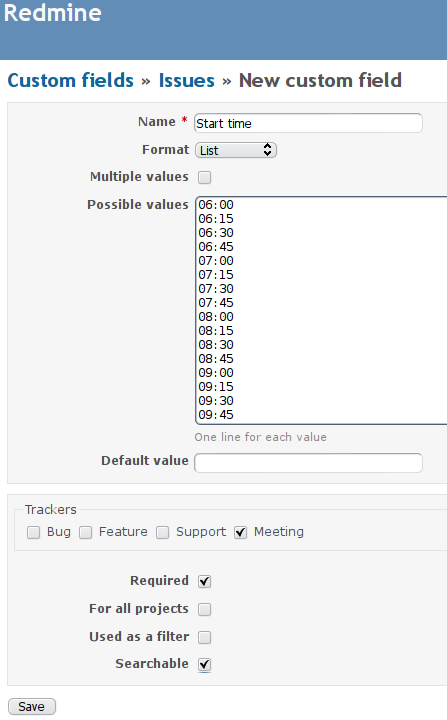 Redmine
Custom fields » Issues » New custom field
Name * Start time
Format List
Multiple values
Possible values 06:00
06:15
06:30
06:45
07:00
07:15
07:30
07:45
08:00
08:15
08:30
08:45
09:00
09:15
09:30
09:45
One line for each value
Default value
Trackers
Bug Feature Support Meeting
Required
For all projects
Used as a filter
Searchable
Save